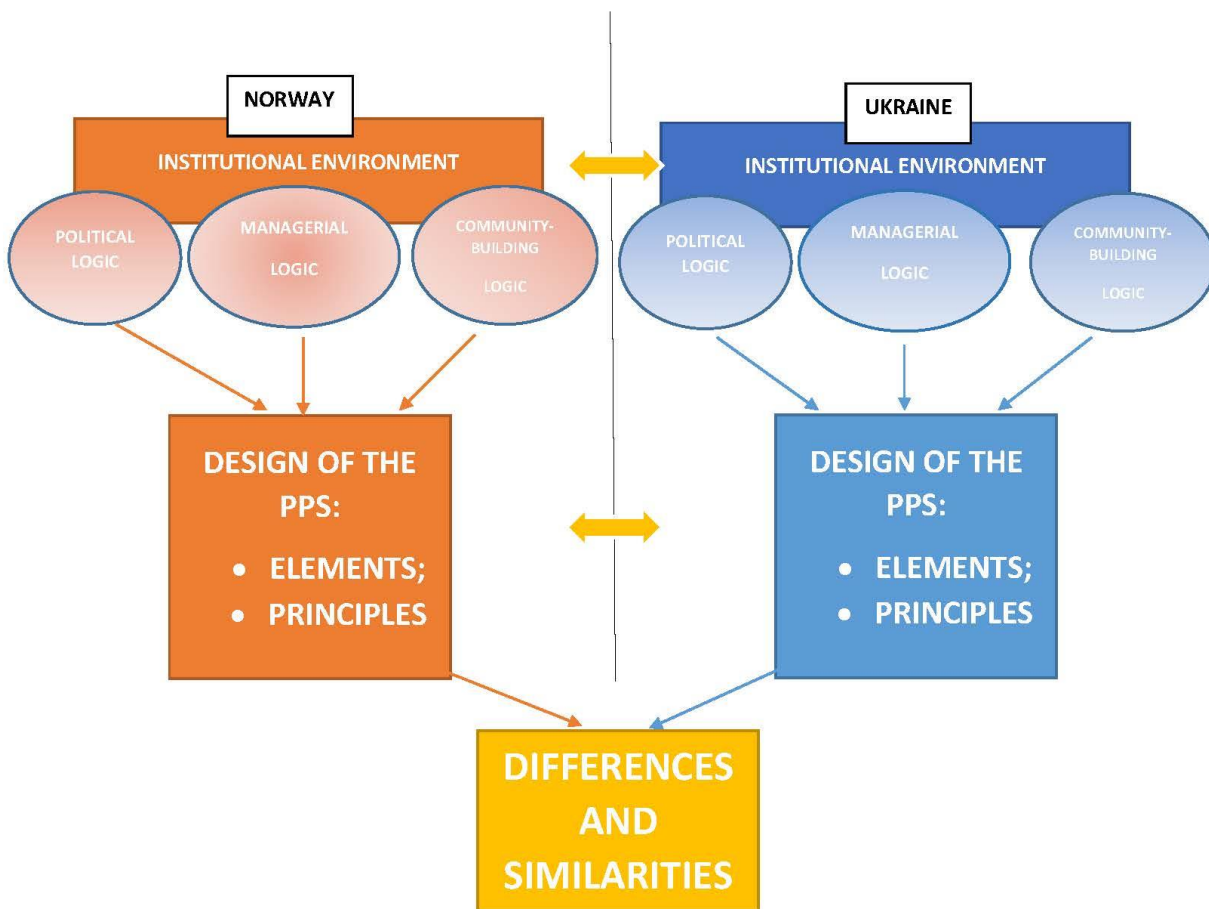 NORWAY
INSTITUTIONAL ENVIRONMENT
POLITICAL
LOGIC
MANAGERIAL
LOGIC
COMMUNITY-
BUILDING
LOGIC
DESIGN OF THE
PPS:
• ELEMENTS;
• PRINCIPLES
UKRAINE
INSTITUTIONAL ENVIRONMENT
POLITICAL
LOGIC
MANAGERIAL
LOGIC
COMMUNITY-
BUILDING
LOGIC
DESIGN OF THE
PPS:
• ELEMENTS;
• PRINCIPLES
DIFFERENCES
AND
SIMILARITIES